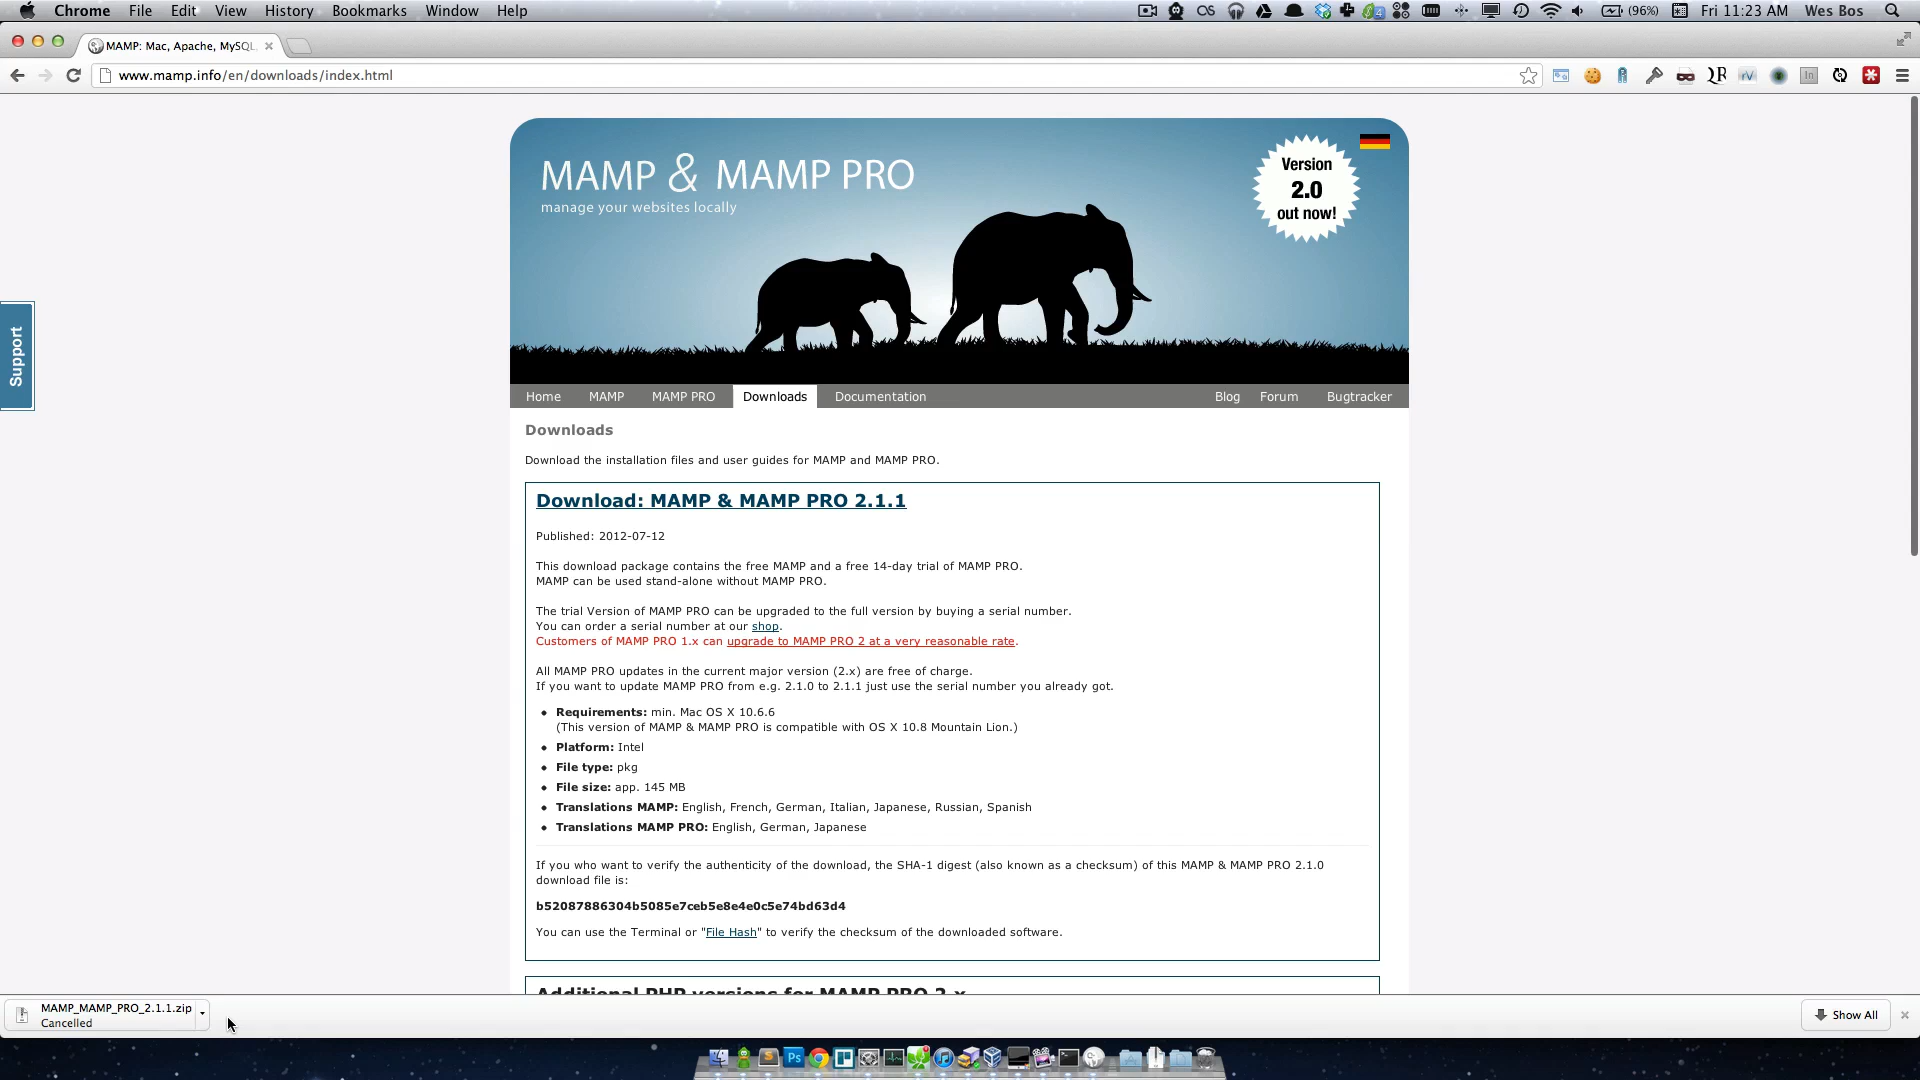 Chrome File Edit View History Bookmarks Window Help (96%) Fri 11:23 AM Wes Bos
MAMP: Mac, Apache, MySQL,
www.mamp.info/en/downloads/index.html
MAMP & MAMP PRO
manage your websites locally
Version
2.0
out now!
Support
Home MAMP MAMP PRO Downloads Documentation Blog Forum Bugtracker
Downloads
Download the installation files and user guides for MAMP and MAMP PRO.
Download: MAMP & MAMP PRO 2.1.1
Published: 2012-07-12
This download package contains the free MAMP and a free 14-day trial of MAMP PRO.
MAMP can be used stand-alone without MAMP PRO.
The trial Version of MAMP PRO can be upgraded to the full version by buying a serial number.
You can order a serial number at our shop.
Customers of MAMP PRO 1.x can upgrade to MAMP PRO 2 at a very reasonable rate.
All MAMP PRO updates in the current major version (2.x) are free of charge.
If you want to update MAMP PRO from e.g. 2.1.0 to 2.1.1 just use the serial number you already got.
• Requirements: min. Mac OS X 10.6.6
(This version of MAMP & MAMP PRO is compatible with OS X 10.8 Mountain Lion.)
• Platform: Intel
• File type: pkg
• File size: app. 145 MB
• Translations MAMP: English, French, German, Italian, Japanese, Russian, Spanish
• Translations MAMP PRO: English, German, Japanese
If you who want to verify the authenticity of the download, the SHA-1 digest (also known as a checksum) of this MAMP & MAMP PRO 2.1.0
download file is:
b52087886304b5085e7ceb5e8e4e0c5e74bd63d4
You can use the Terminal or "File Hash" to verify the checksum of the downloaded software.
Additional PHP versions for MAMP PRO 2.x
MAMP_MAMP_PRO_2.1.1.zip
Cancelled
Show All
Ps